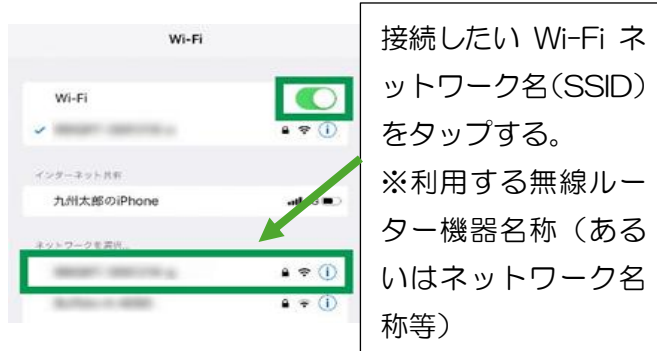 Wi-Fi
Wi-Fi
インターネット共有
九州太郎のiPhone
ネットワークを選択...
接続したい Wi-Fi ネ
ットワーク名(SSID)
をタップする。
※利用する無線ルー
ター機器名称（ある
いはネットワーク名
称等）